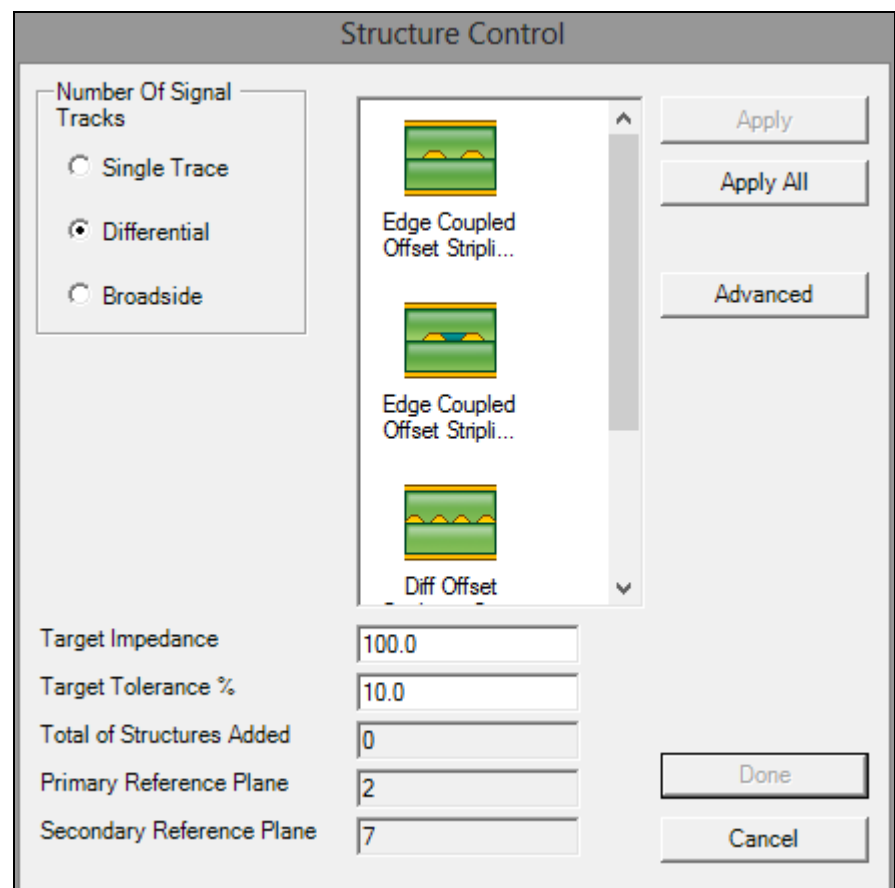 Structure Control
Number Of Signal
Tracks
Single Trace
Differential
Broadside
Edge Coupled
Offset Stripli...
Edge Coupled
Offset Stripli...
Diff Offset
Apply
Apply All
Advanced
Target Impedance
100.0
Target Tolerance %
10.0
Total of Structures Added
0
Primary Reference Plane
2
Secondary Reference Plane
7
Done
Cancel